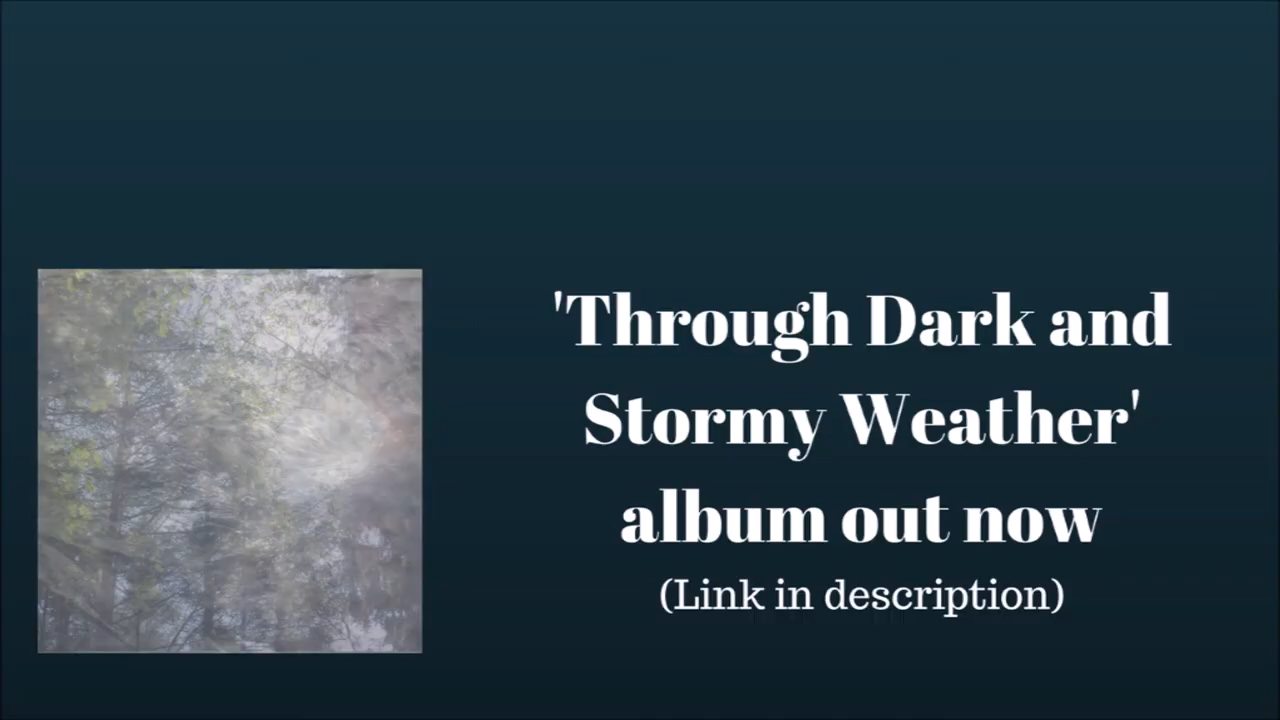 'Through Dark and
Stormy Weather'
album out now
(Link in description)